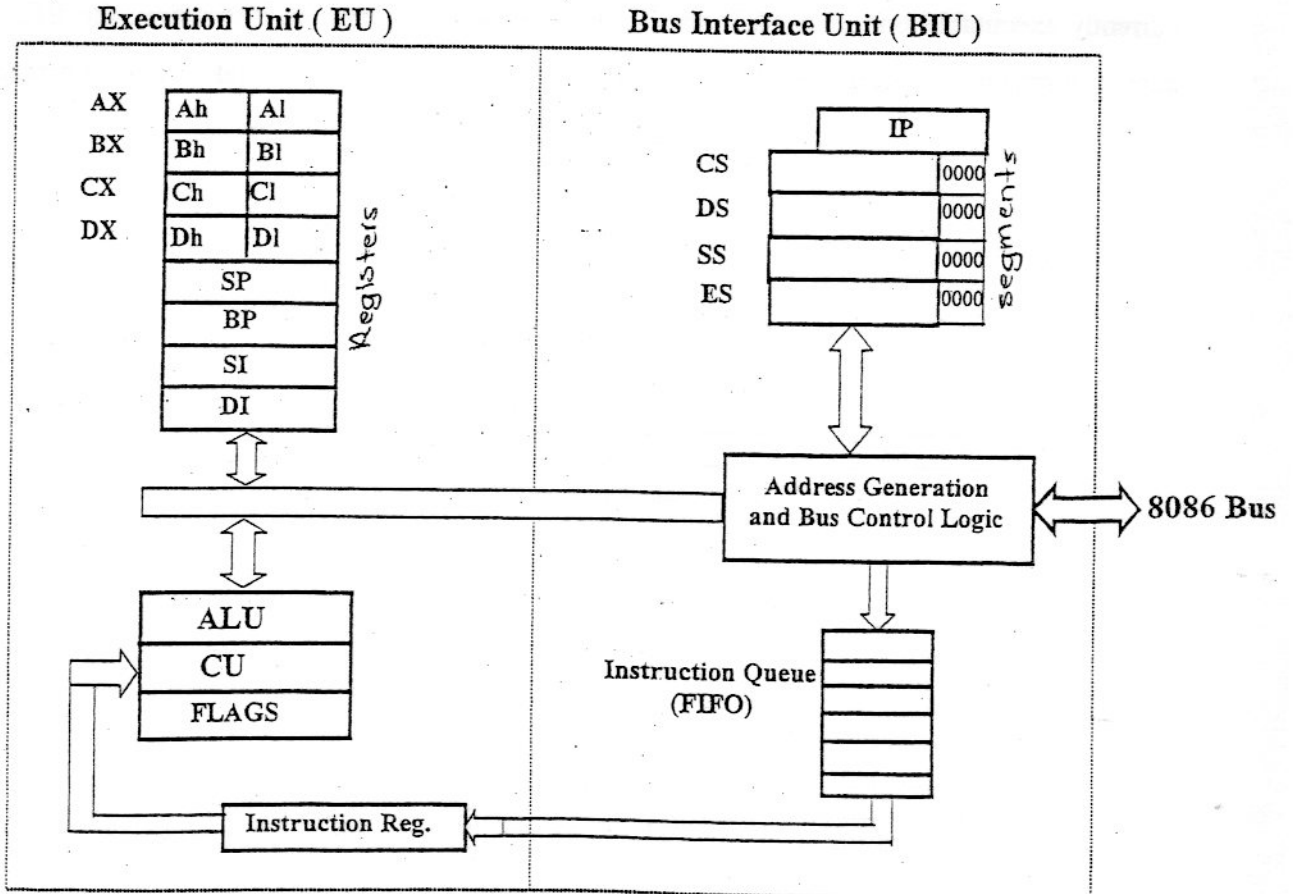 Execution Unit ( EU )
Bus Interface Unit ( BIU )
AX Ah Al
BX Bh Bl
CX Ch Cl
DX Dh Dl
SP
BP
SI
DI
Registers
IP
CS 0000
DS 0000
SS 0000
ES 0000
segments
Address Generation
and Bus Control Logic
8086 Bus
ALU
CU
FLAGS
Instruction Queue
(FIFO)
Instruction Reg.